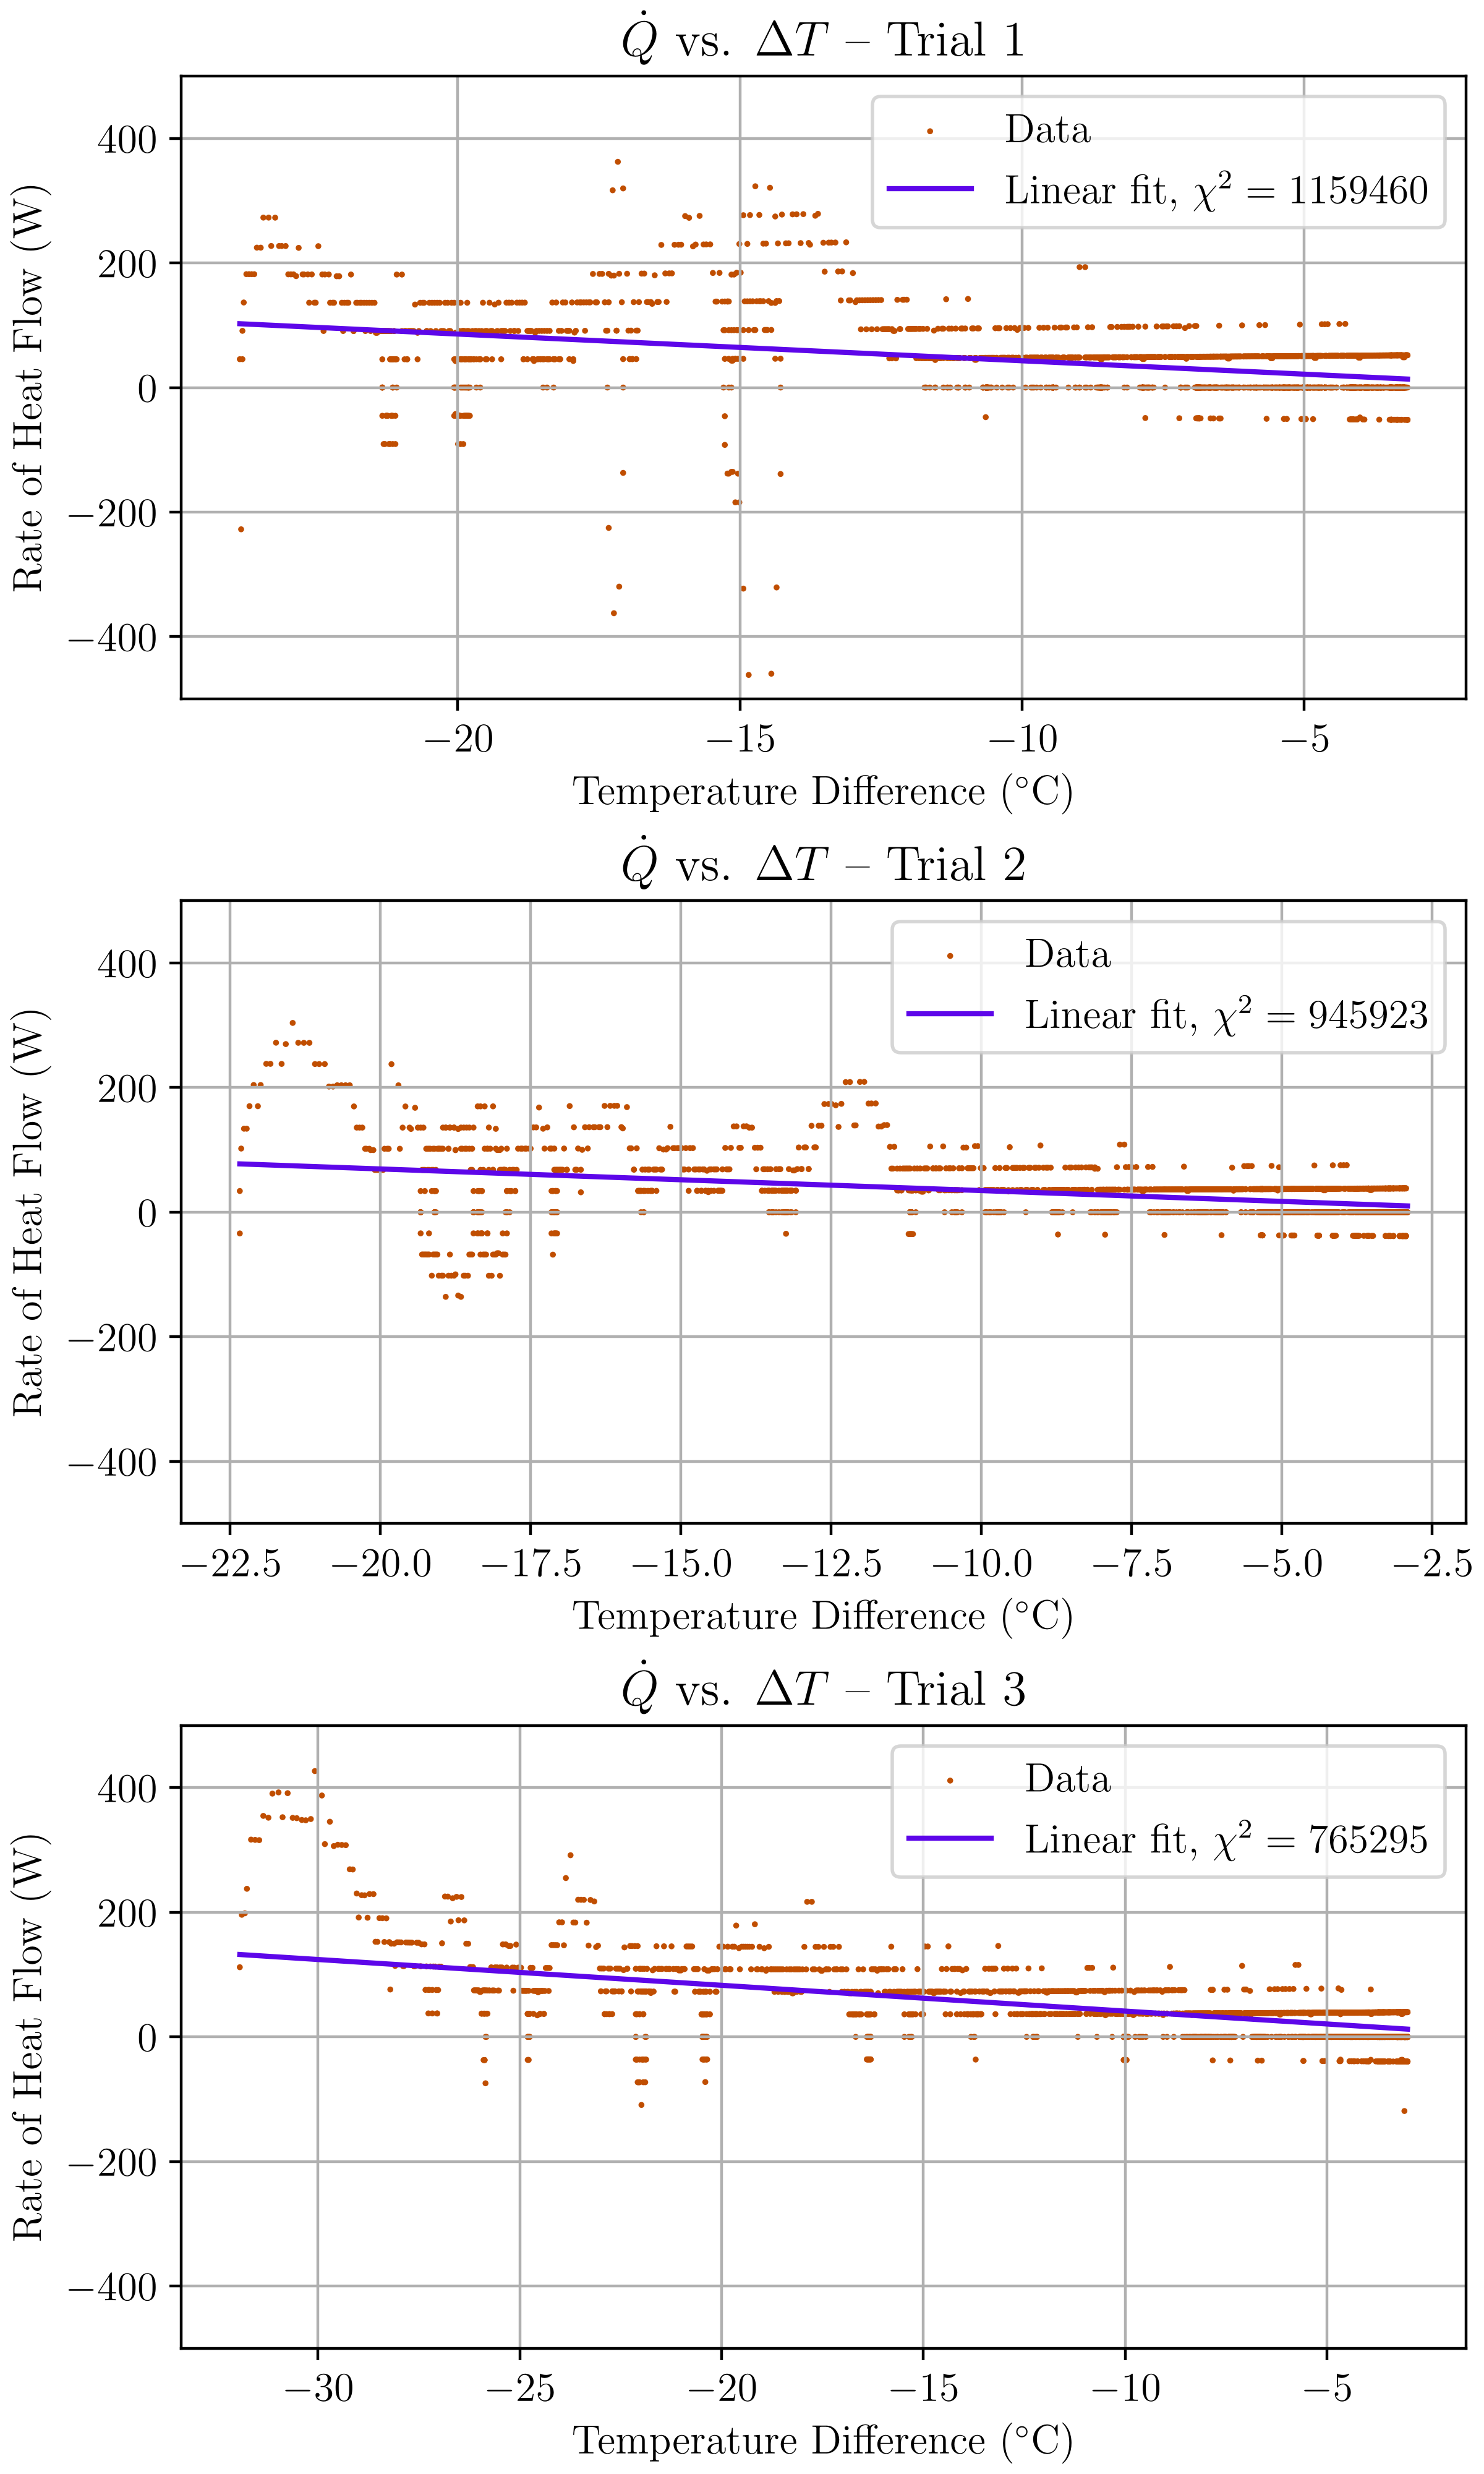 Q̇ vs. ΔT – Trial 1
Rate of Heat Flow (W)
400
200
0
−200
−400
Data
Linear fit, χ² = 1159460
−20 −15 −10 −5
Temperature Difference (°C)
Q̇ vs. ΔT – Trial 2
Rate of Heat Flow (W)
400
200
0
−200
−400
Data
Linear fit, χ² = 945923
−22.5 −20.0 −17.5 −15.0 −12.5 −10.0 −7.5 −5.0 −2.5
Temperature Difference (°C)
Q̇ vs. ΔT – Trial 3
Rate of Heat Flow (W)
400
200
0
−200
−400
Data
Linear fit, χ² = 765295
−30 −25 −20 −15 −10 −5
Temperature Difference (°C)